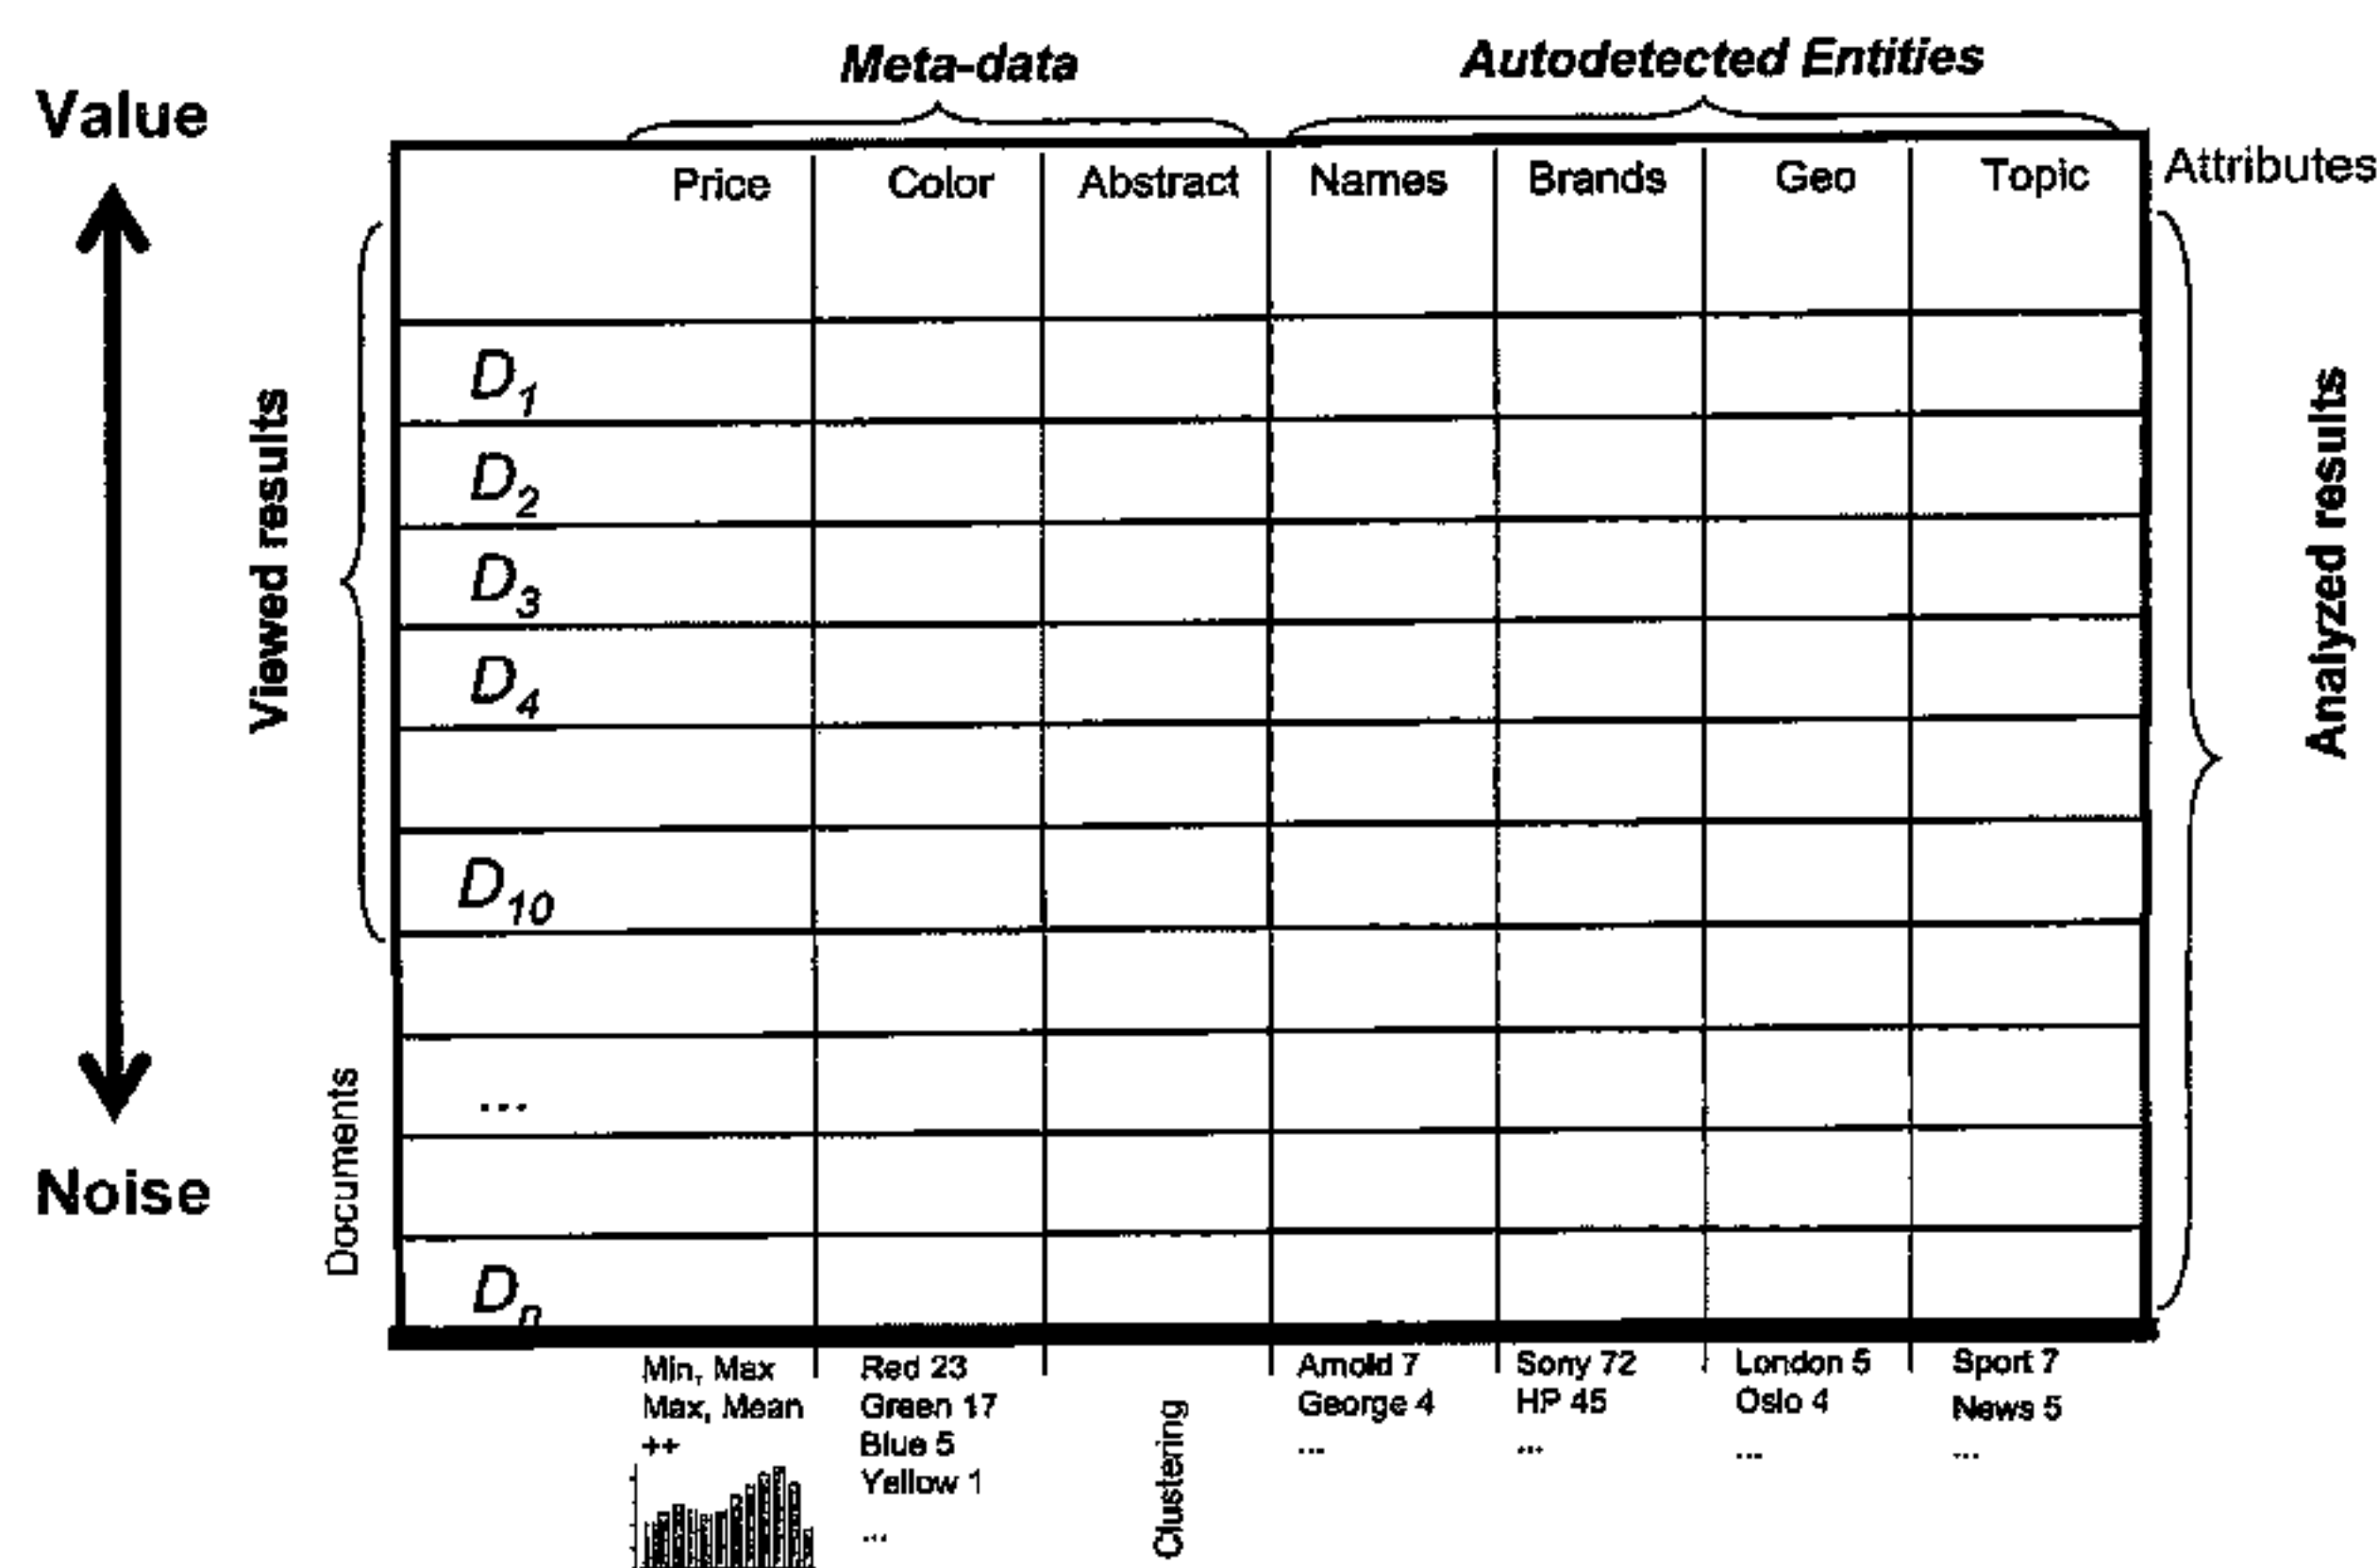 Meta-data
Autodetected Entities
Value
Price
Color
Abstract
Names
Brands
Geo
Topic
Attributes
Viewed results
Analyzed results
D1
D2
D3
D4
D10
...
Documents
Noise
Dn
Min, Max
Max, Mean
++
Red 23
Green 17
Blue 5
Yellow 1
...
Clustering
Arnold 7
George 4
...
Sony 72
HP 45
...
London 5
Oslo 4
...
Sport 7
News 5
...